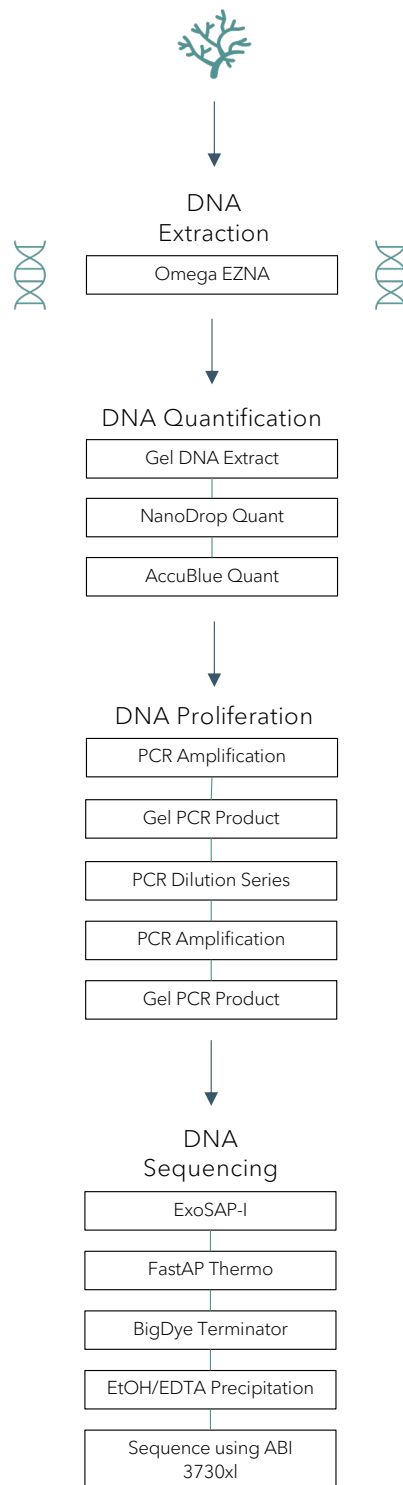 DNA
Extraction
Omega EZNA
DNA Quantification
Gel DNA Extract
NanoDrop Quant
AccuBlue Quant
DNA Proliferation
PCR Amplification
Gel PCR Product
PCR Dilution Series
PCR Amplification
Gel PCR Product
DNA
Sequencing
ExoSAP-I
FastAP Thermo
BigDye Terminator
EtOH/EDTA Precipitation
Sequence using ABI
3730xl